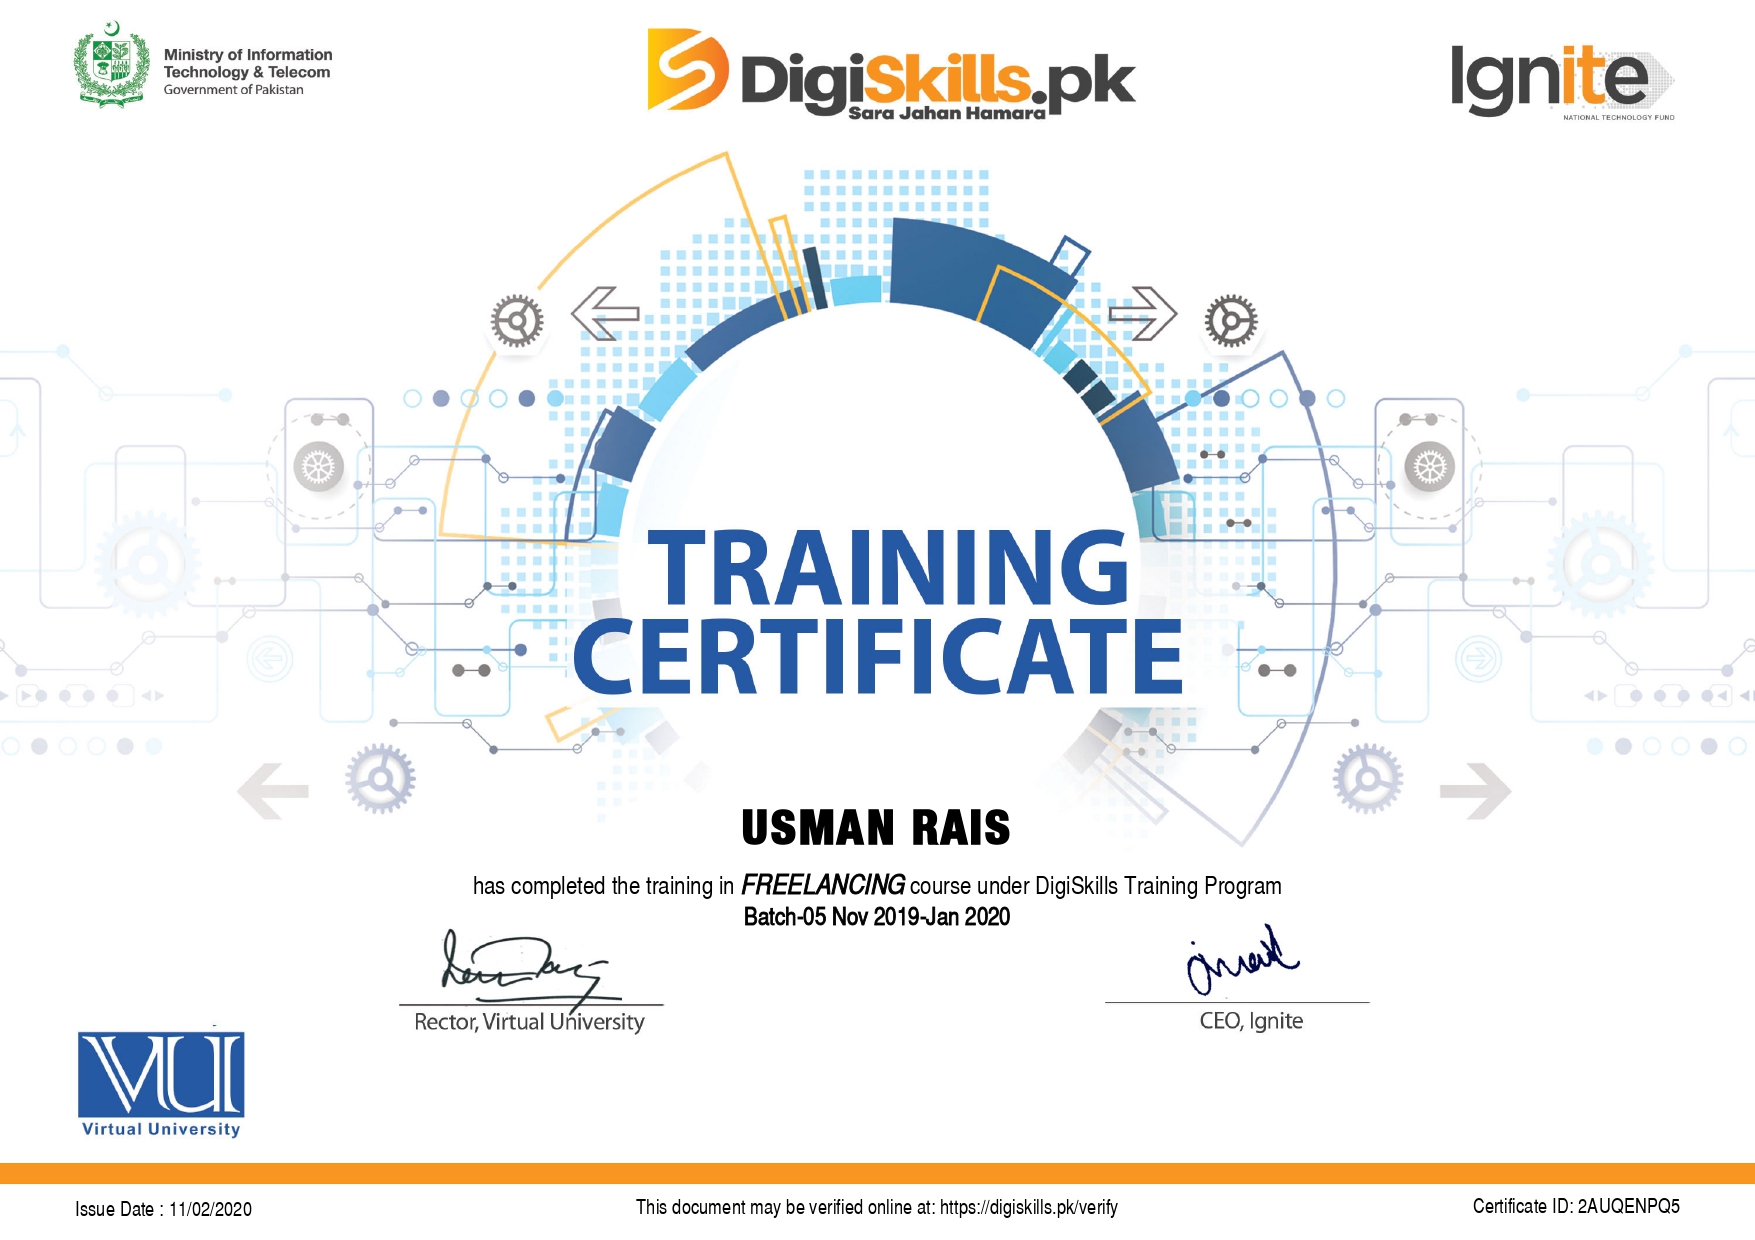 Ministry of Information
Technology & Telecom
Government of Pakistan
DigiSkills.pk
Sara Jahan Hamara
Ignite
NATIONAL TECHNOLOGY FUND
TRAINING
CERTIFICATE
USMAN RAIS
has completed the training in FREELANCING course under DigiSkills Training Program
Batch-05 Nov 2019-Jan 2020
Rector, Virtual University
CEO, Ignite
VU
Virtual University
Issue Date : 11/02/2020
This document may be verified online at: https://digiskills.pk/verify
Certificate ID: 2AUQENPQ5